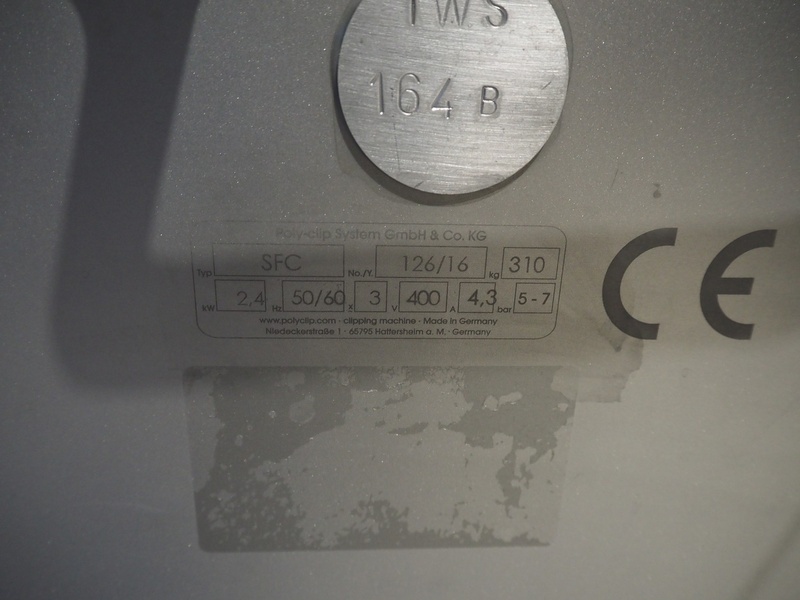 TWS
164 B
Poly-clip System GmbH & Co. KG
Typ SFC No./Y. 126/16 kg 310
kW 2,4 Hz 50/60 x 3 V 400 A 4,3 bar 5-7
www.polyclip.com · clipping machine · Made in Germany
Niedeckerstraße 1 · 65795 Hattersheim a. M. · Germany
CE